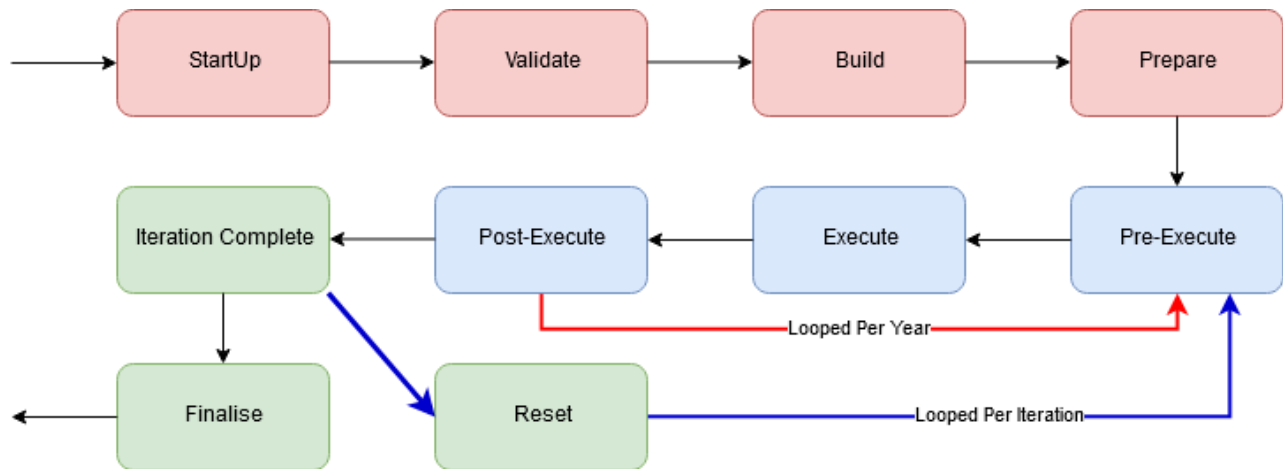 StartUp
Validate
Build
Prepare
Iteration Complete
Post-Execute
Execute
Pre-Execute
Looped Per Year
Finalise
Reset
Looped Per Iteration